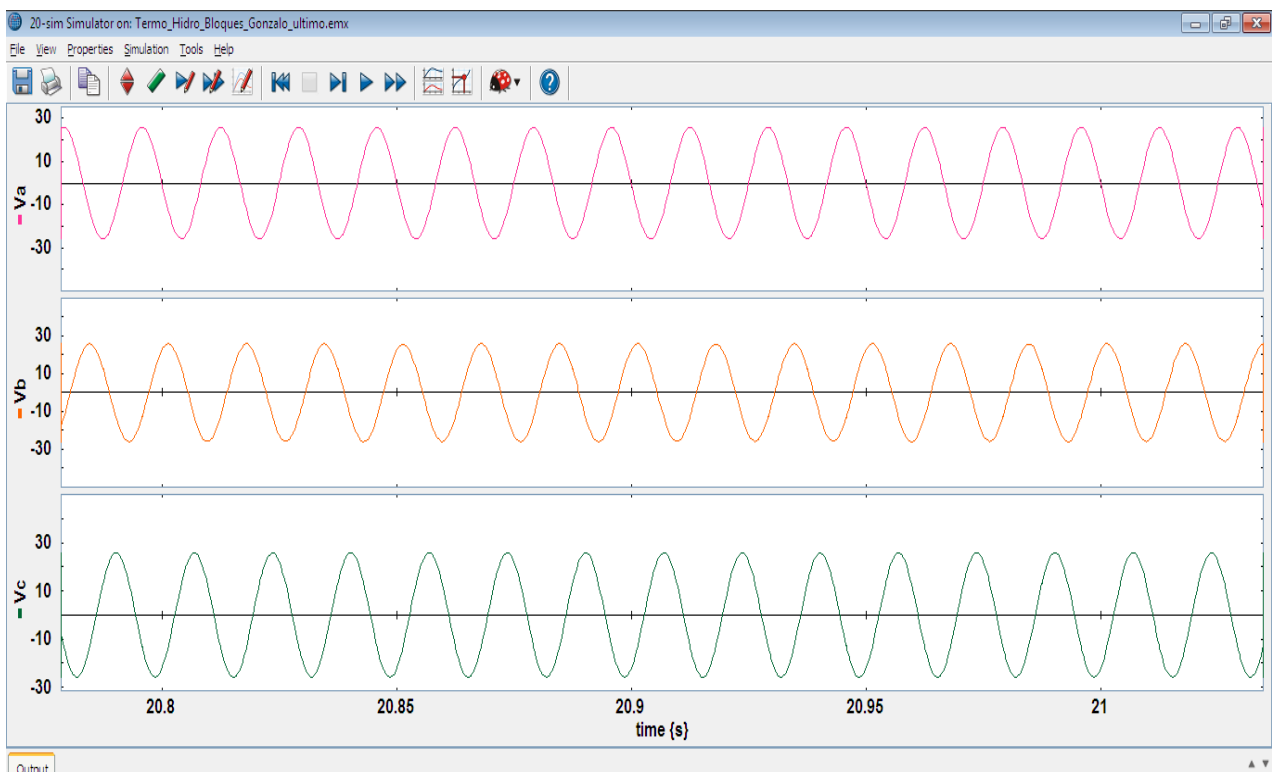 20-sim Simulator on: Termo_Hidro_Bloques_Gonzalo_ultimo.emx
File View Properties Simulation Tools Help
30
10
-10
-30
Va
30
10
-10
-30
Vb
30
10
-10
-30
Vc
20.8 20.85 20.9 20.95 21
time {s}
Output